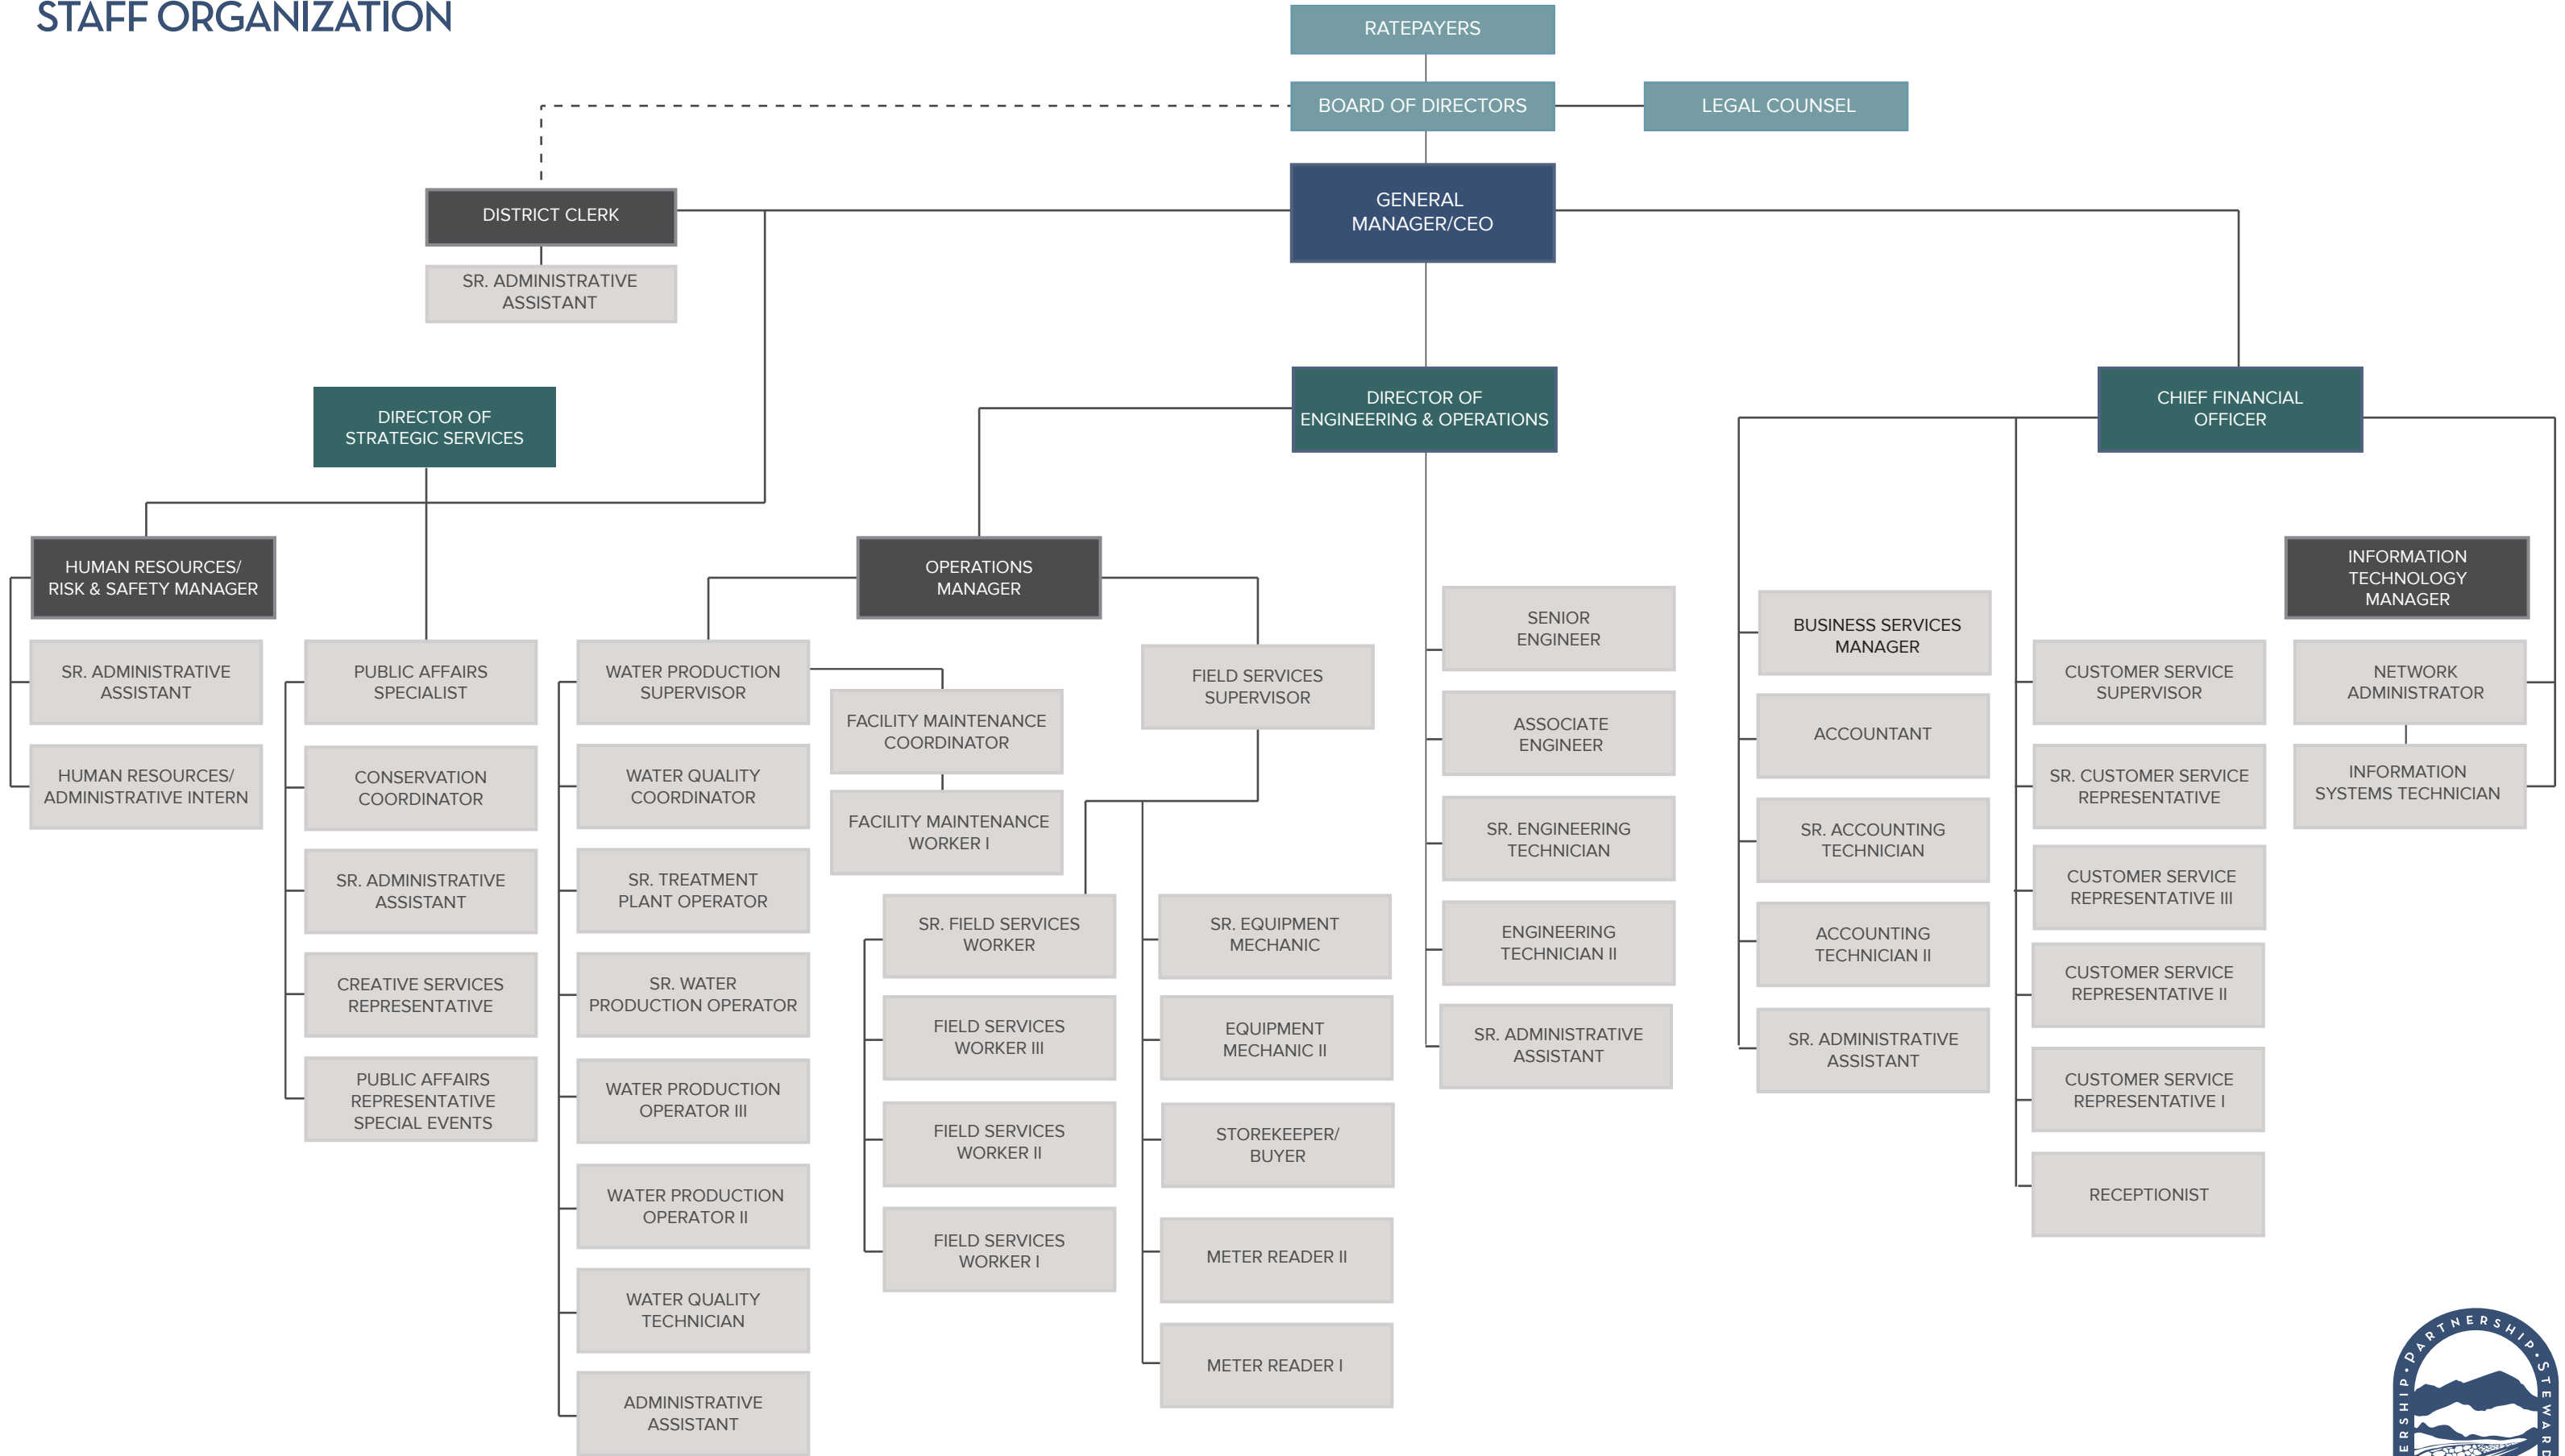 STAFF ORGANIZATION
RATEPAYERS
BOARD OF DIRECTORS
LEGAL COUNSEL
GENERAL
MANAGER/CEO
DISTRICT CLERK
SR. ADMINISTRATIVE
ASSISTANT
DIRECTOR OF
STRATEGIC SERVICES
DIRECTOR OF
ENGINEERING & OPERATIONS
CHIEF FINANCIAL
OFFICER
HUMAN RESOURCES/
RISK & SAFETY MANAGER
SR. ADMINISTRATIVE
ASSISTANT
HUMAN RESOURCES/
ADMINISTRATIVE INTERN
PUBLIC AFFAIRS
SPECIALIST
CONSERVATION
COORDINATOR
SR. ADMINISTRATIVE
ASSISTANT
CREATIVE SERVICES
REPRESENTATIVE
PUBLIC AFFAIRS
REPRESENTATIVE
SPECIAL EVENTS
OPERATIONS
MANAGER
WATER PRODUCTION
SUPERVISOR
WATER QUALITY
COORDINATOR
SR. TREATMENT
PLANT OPERATOR
SR. WATER
PRODUCTION OPERATOR
WATER PRODUCTION
OPERATOR III
WATER PRODUCTION
OPERATOR II
WATER QUALITY
TECHNICIAN
ADMINISTRATIVE
ASSISTANT
FACILITY MAINTENANCE
COORDINATOR
FACILITY MAINTENANCE
WORKER I
FIELD SERVICES
SUPERVISOR
SR. FIELD SERVICES
WORKER
FIELD SERVICES
WORKER III
FIELD SERVICES
WORKER II
FIELD SERVICES
WORKER I
SR. EQUIPMENT
MECHANIC
EQUIPMENT
MECHANIC II
STOREKEEPER/
BUYER
METER READER II
METER READER I
SENIOR
ENGINEER
ASSOCIATE
ENGINEER
SR. ENGINEERING
TECHNICIAN
ENGINEERING
TECHNICIAN II
SR. ADMINISTRATIVE
ASSISTANT
BUSINESS SERVICES
MANAGER
ACCOUNTANT
SR. ACCOUNTING
TECHNICIAN
ACCOUNTING
TECHNICIAN II
SR. ADMINISTRATIVE
ASSISTANT
CUSTOMER SERVICE
SUPERVISOR
SR. CUSTOMER SERVICE
REPRESENTATIVE
CUSTOMER SERVICE
REPRESENTATIVE III
CUSTOMER SERVICE
REPRESENTATIVE II
CUSTOMER SERVICE
REPRESENTATIVE I
RECEPTIONIST
INFORMATION
TECHNOLOGY
MANAGER
NETWORK
ADMINISTRATOR
INFORMATION
SYSTEMS TECHNICIAN
ERSHIP • PARTNERSHIP • STEWARD